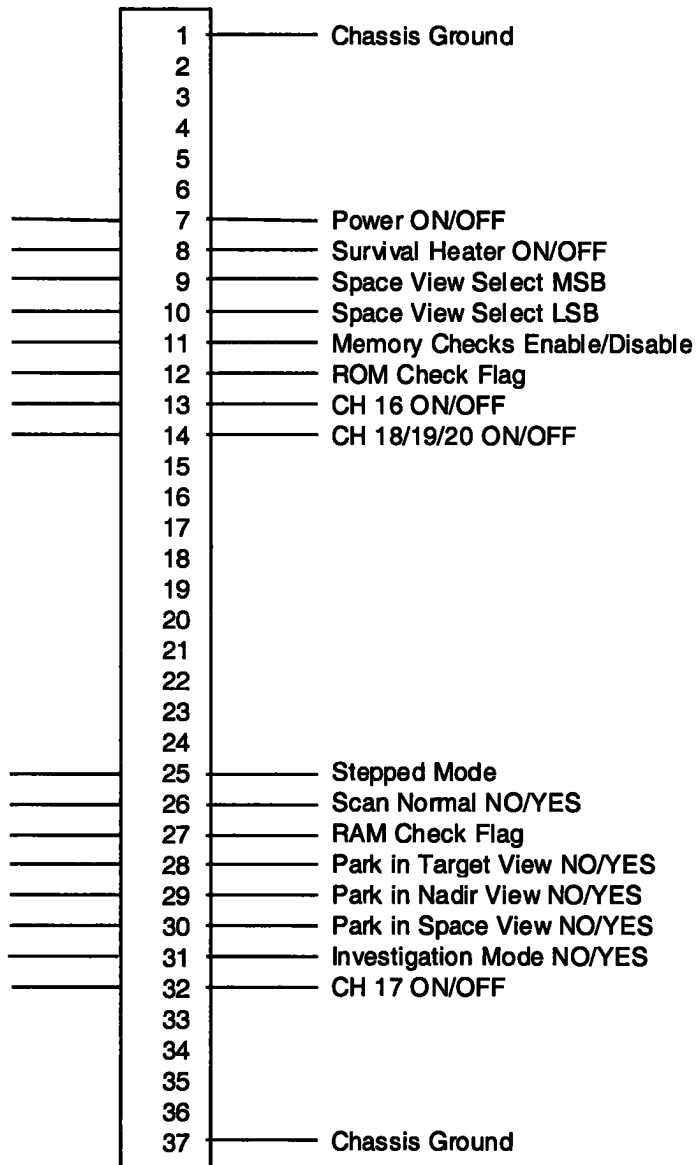 1 Chassis Ground
2
3
4
5
6
7 Power ON/OFF
8 Survival Heater ON/OFF
9 Space View Select MSB
10 Space View Select LSB
11 Memory Checks Enable/Disable
12 ROM Check Flag
13 CH 16 ON/OFF
14 CH 18/19/20 ON/OFF
15
16
17
18
19
20
21
22
23
24
25 Stepped Mode
26 Scan Normal NO/YES
27 RAM Check Flag
28 Park in Target View NO/YES
29 Park in Nadir View NO/YES
30 Park in Space View NO/YES
31 Investigation Mode NO/YES
32 CH 17 ON/OFF
33
34
35
36
37 Chassis Ground